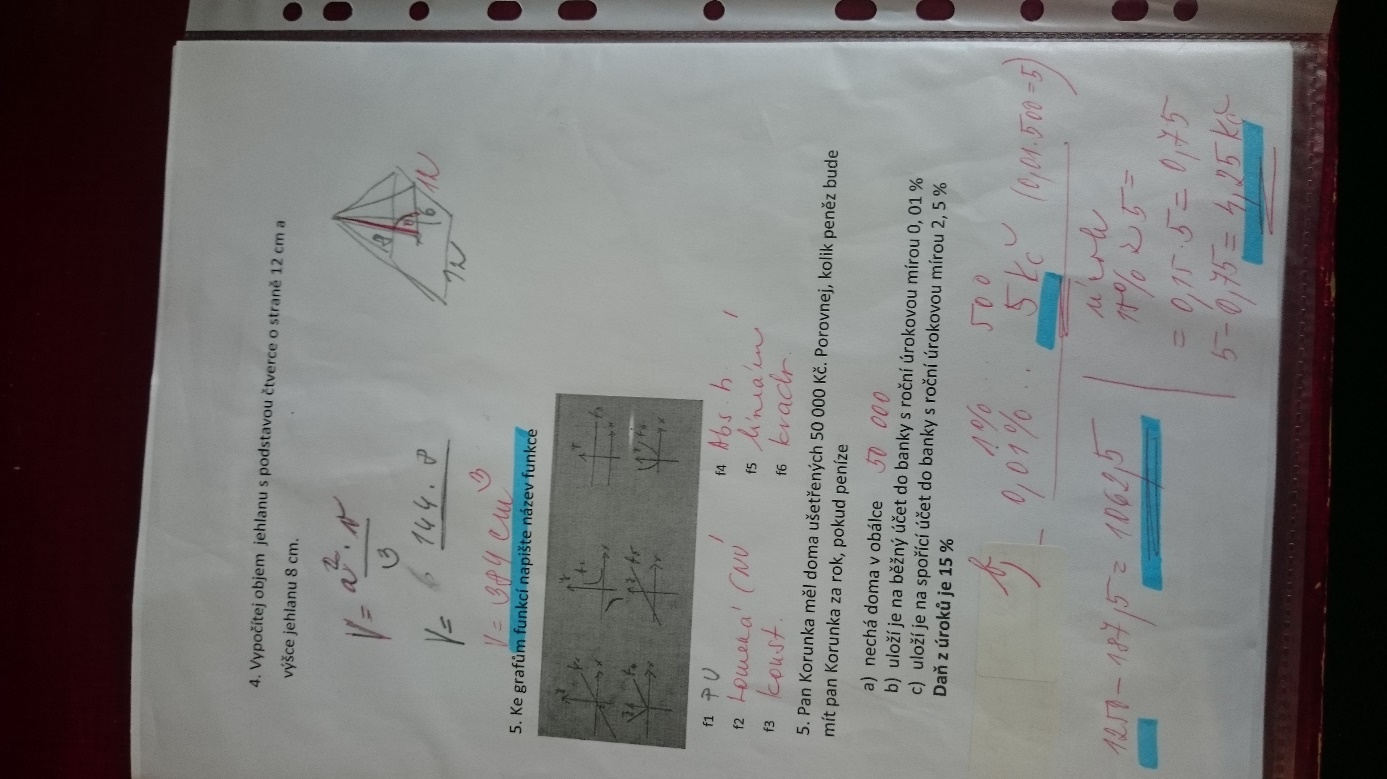 4. Vypočítej objem jehlanu s podstavou čtverce o straně 12 cm a
výšce jehlanu 8 cm.
V = a² · v
3
V = 144 · 8
V = 384 cm³
12
12
5. Ke grafům funkcí napište název funkce
f1 PÚ
f2 Lomená
f3 konst.
f4 Abs h.
f5 lineární
f6 kvadr.
5. Pan Korunka měl doma ušetřených 50 000 Kč. Porovnej, kolik peněz bude
mít pan Korunka za rok, pokud peníze
a) nechá doma v obálce 50 000
b) uloží je na běžný účet do banky s roční úrokovou mírou 0, 01 %
c) uloží je na spořící účet do banky s roční úrokovou mírou 2, 5 %
Daň z úroků je 15 %
b)
1% ... 500
0,01% ... 5 Kč (0,01·500=5)
1250 - 187,5 = 1062,5
úrok
15% z 5 =
= 0,15 · 5 = 0,75
5 - 0,75 = 4,25 Kč